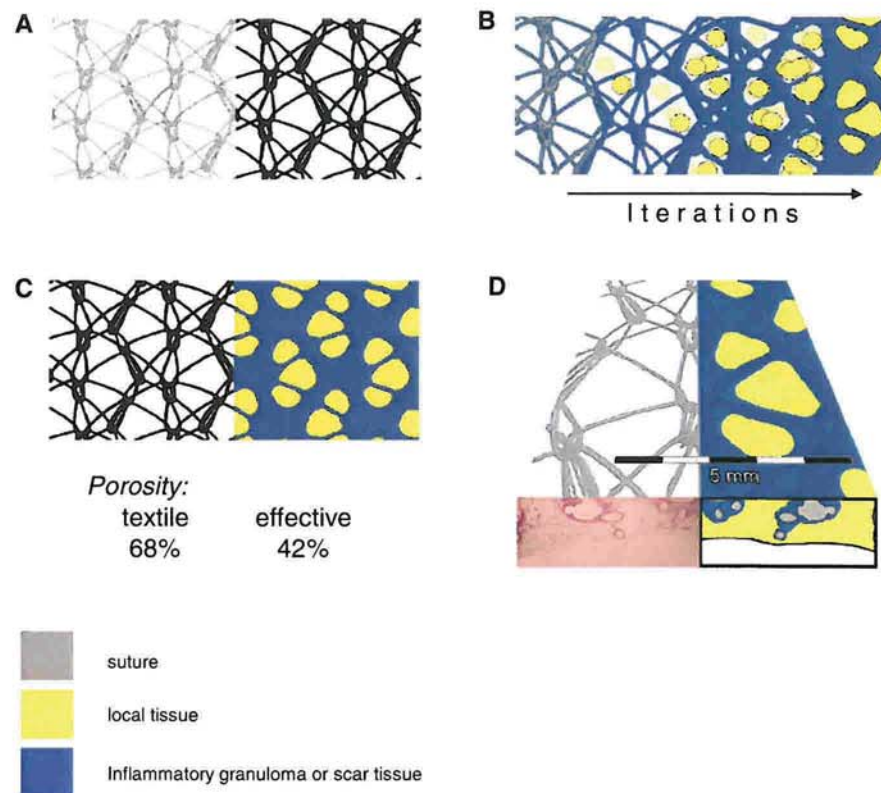 A
B
Iterations
C
Porosity:
textile effective
68% 42%
D
5 mm
suture
local tissue
Inflammatory granuloma or scar tissue